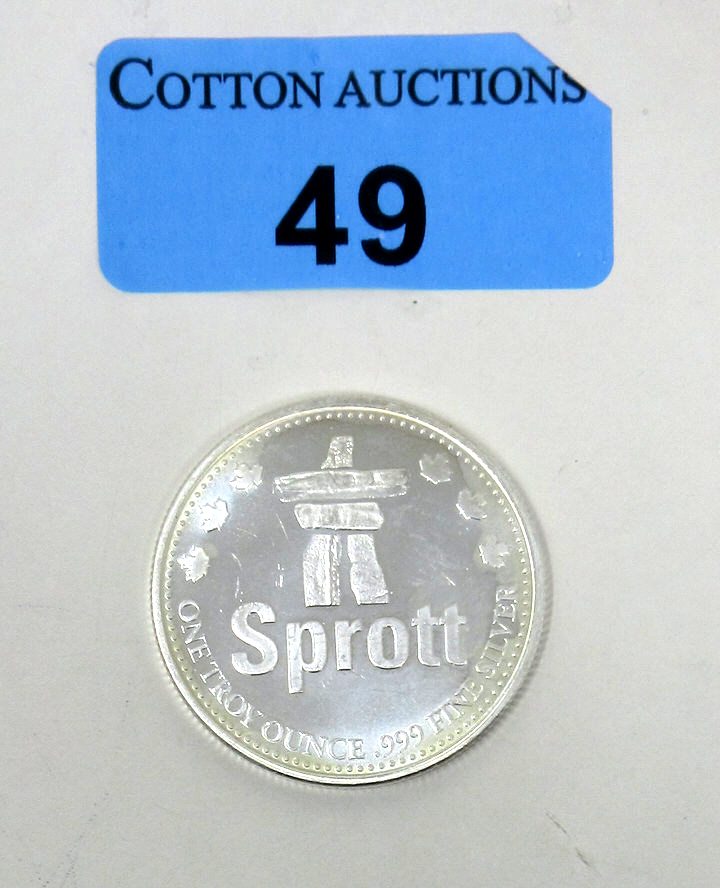 COTTON AUCTIONS
49
Sprott
ONE TROY OUNCE .999 FINE SILVER